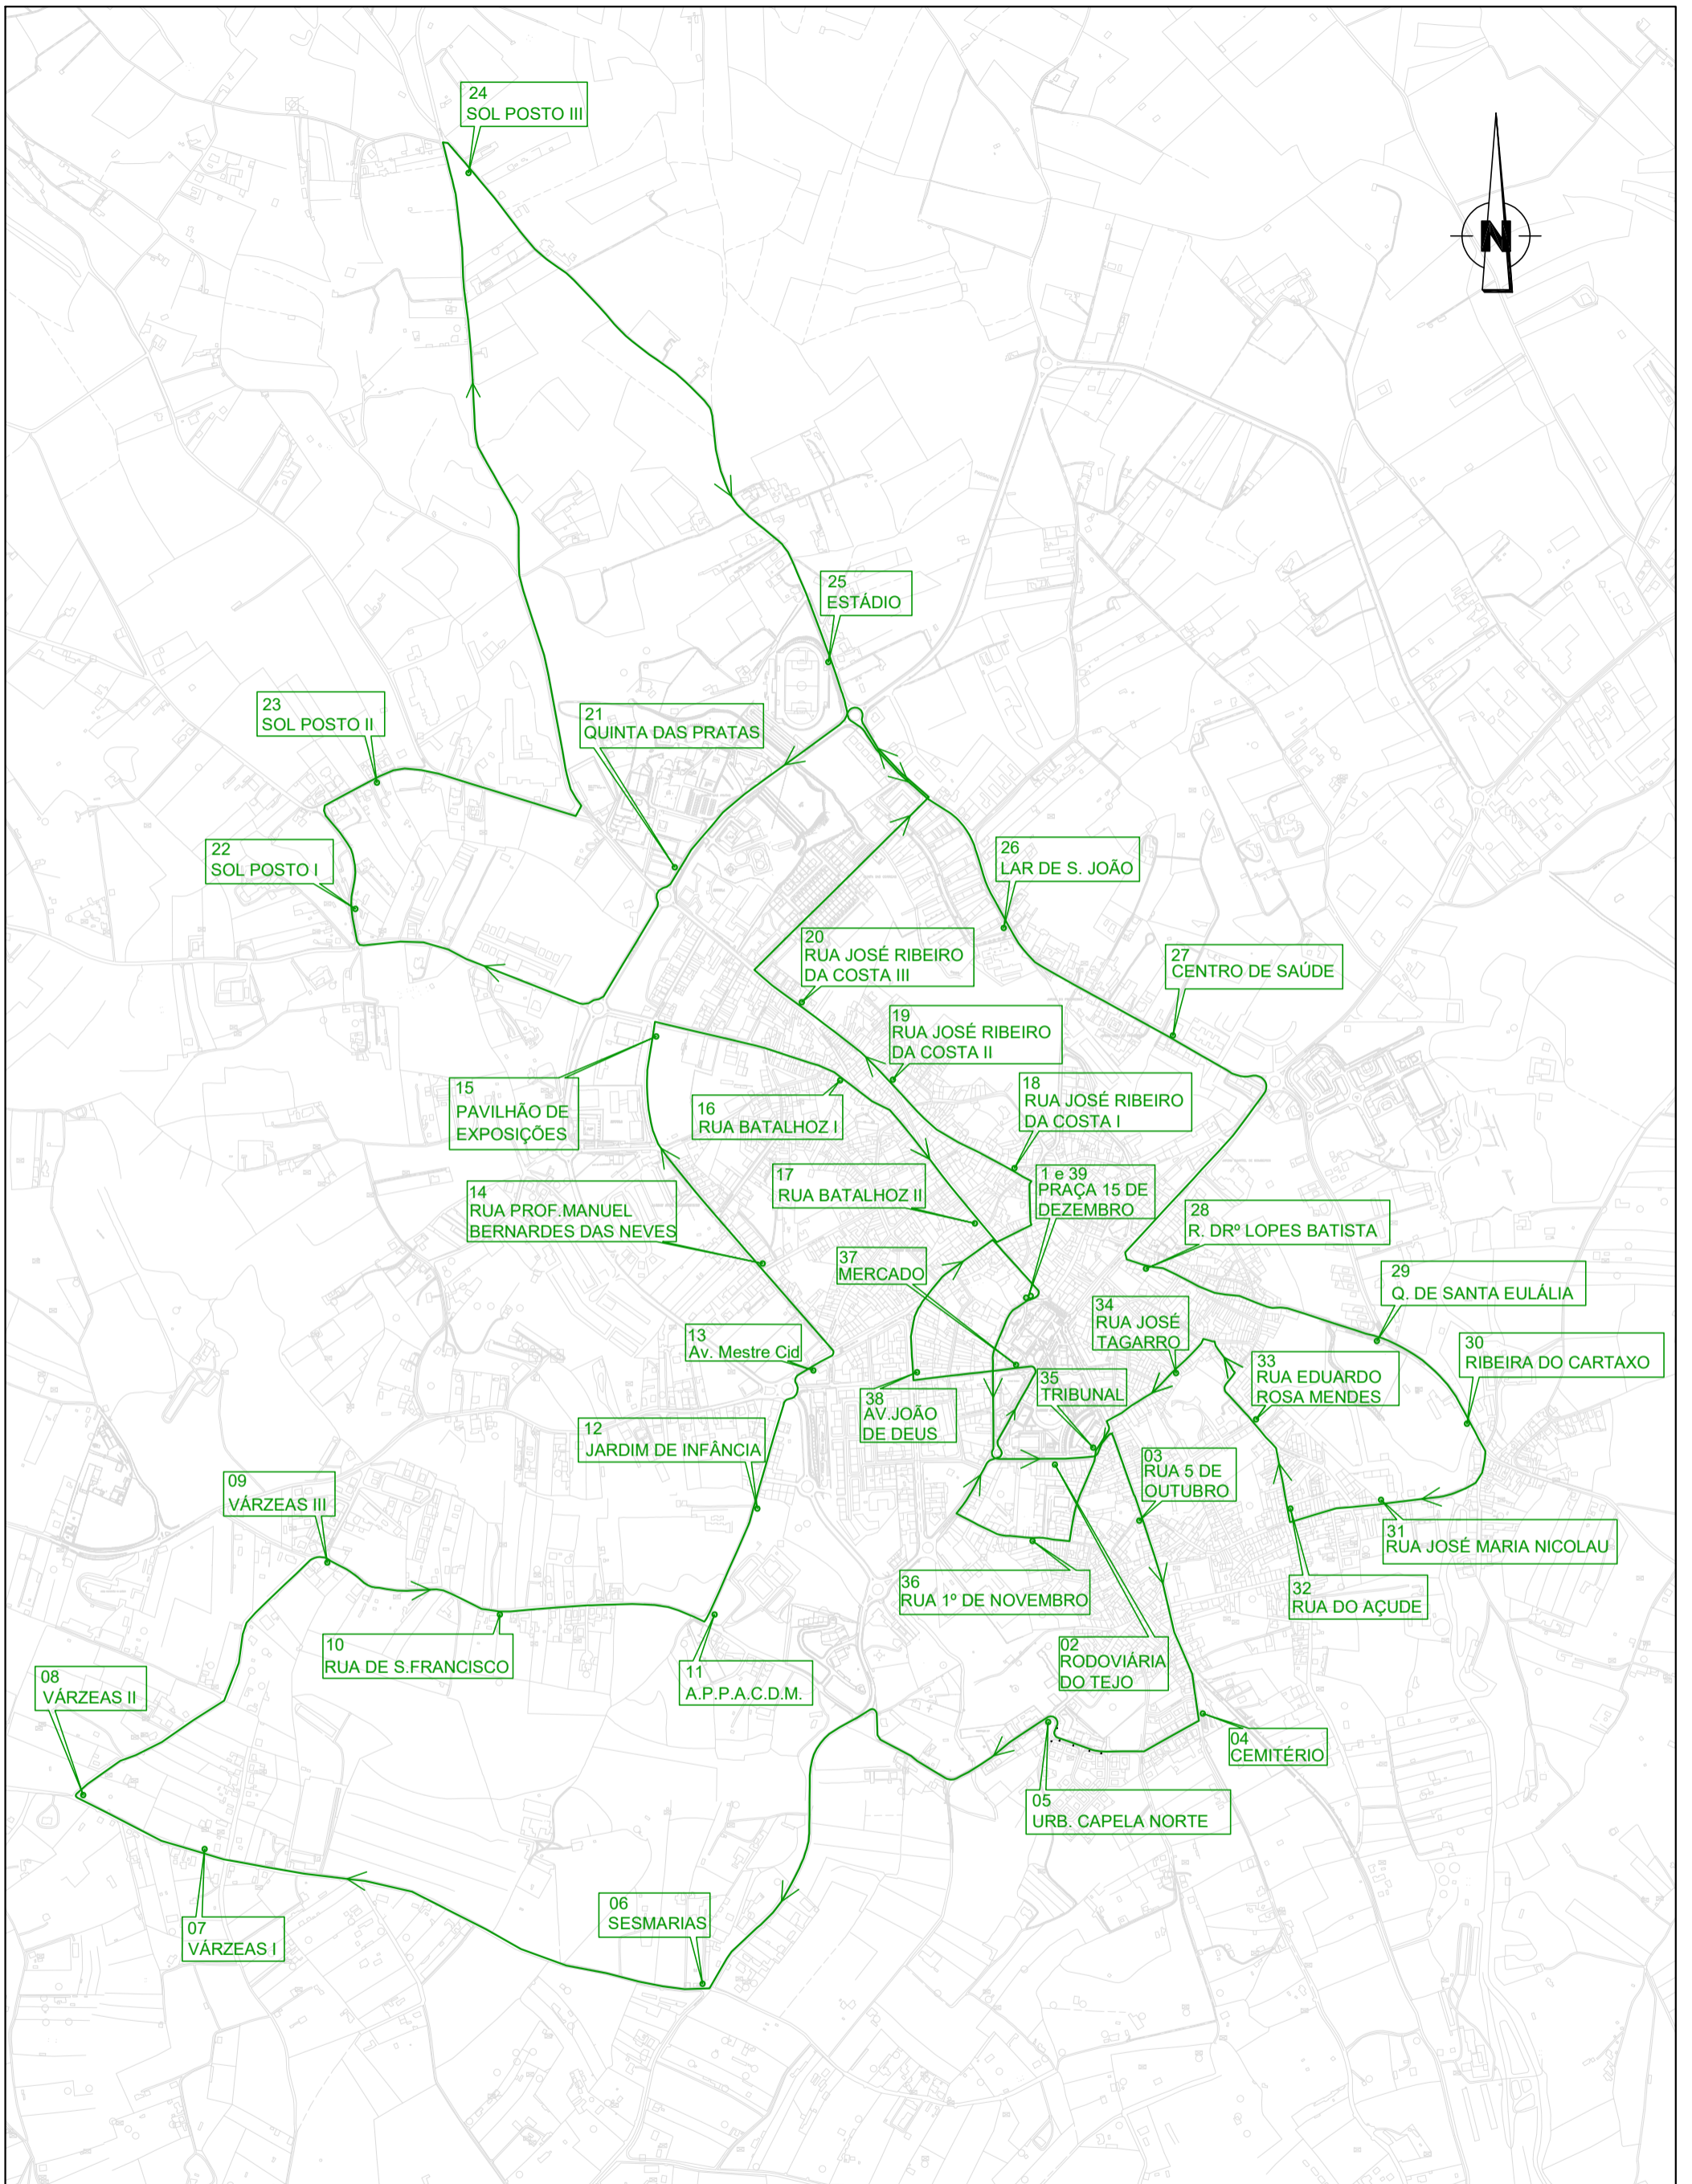 24
SOL POSTO III
N
25
ESTÁDIO
23
SOL POSTO II
21
QUINTA DAS PRATAS
22
SOL POSTO I
26
LAR DE S. JOÃO
20
RUA JOSÉ RIBEIRO
DA COSTA III
27
CENTRO DE SAÚDE
19
RUA JOSÉ RIBEIRO
DA COSTA II
15
PAVILHÃO DE
EXPOSIÇÕES
16
RUA BATALHOZ I
18
RUA JOSÉ RIBEIRO
DA COSTA I
17
RUA BATALHOZ II
1 e 39
PRAÇA 15 DE
DEZEMBRO
14
RUA PROF.MANUEL
BERNARDES DAS NEVES
28
R. DRº LOPES BATISTA
37
MERCADO
29
Q. DE SANTA EULÁLIA
34
RUA JOSÉ
TAGARRO
13
Av. Mestre Cid
30
RIBEIRA DO CARTAXO
33
RUA EDUARDO
ROSA MENDES
35
TRIBUNAL
38
AV.JOÃO
DE DEUS
12
JARDIM DE INFÂNCIA
03
RUA 5 DE
OUTUBRO
09
VÁRZEAS III
31
RUA JOSÉ MARIA NICOLAU
36
RUA 1º DE NOVEMBRO
32
RUA DO AÇUDE
10
RUA DE S.FRANCISCO
02
RODOVIÁRIA
DO TEJO
11
A.P.P.A.C.D.M.
08
VÁRZEAS II
04
CEMITÉRIO
05
URB. CAPELA NORTE
06
SESMARIAS
07
VÁRZEAS I